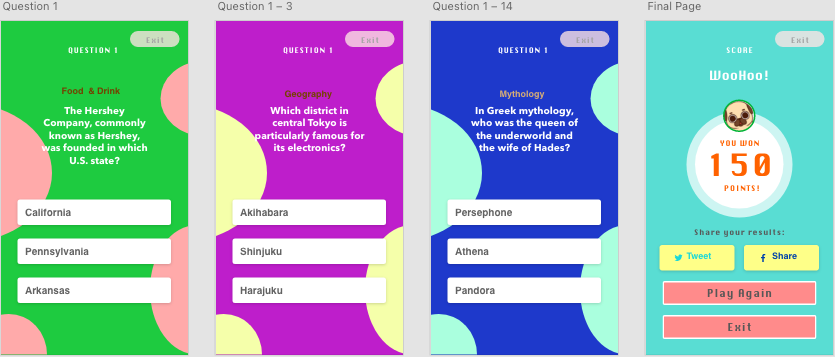 Question 1
Exit
QUESTION 1
Food & Drink
The Hershey
Company, commonly
known as Hershey,
was founded in which
U.S. state?
California
Pennsylvania
Arkansas
Question 1 – 3
Exit
QUESTION 1
Geography
Which district in
central Tokyo is
particularly famous for
its electronics?
Akihabara
Shinjuku
Harajuku
Question 1 – 14
Exit
QUESTION 1
Mythology
In Greek mythology,
who was the queen of
the underworld and
the wife of Hades?
Persephone
Athena
Pandora
Final Page
Exit
SCORE
WooHoo!
YOU WON
150
POINTS!
Share your results:
Tweet
Share
Play Again
Exit